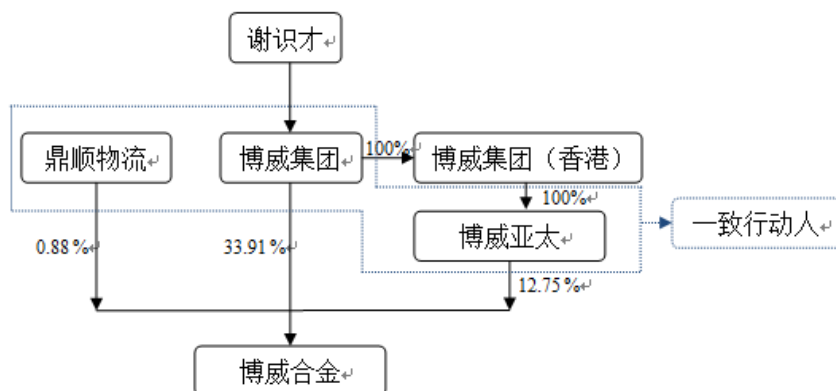 谢识才
鼎顺物流
博威集团
100%
博威集团（香港）
100%
博威亚太
一致行动人
0.88%
33.91%
12.75%
博威合金